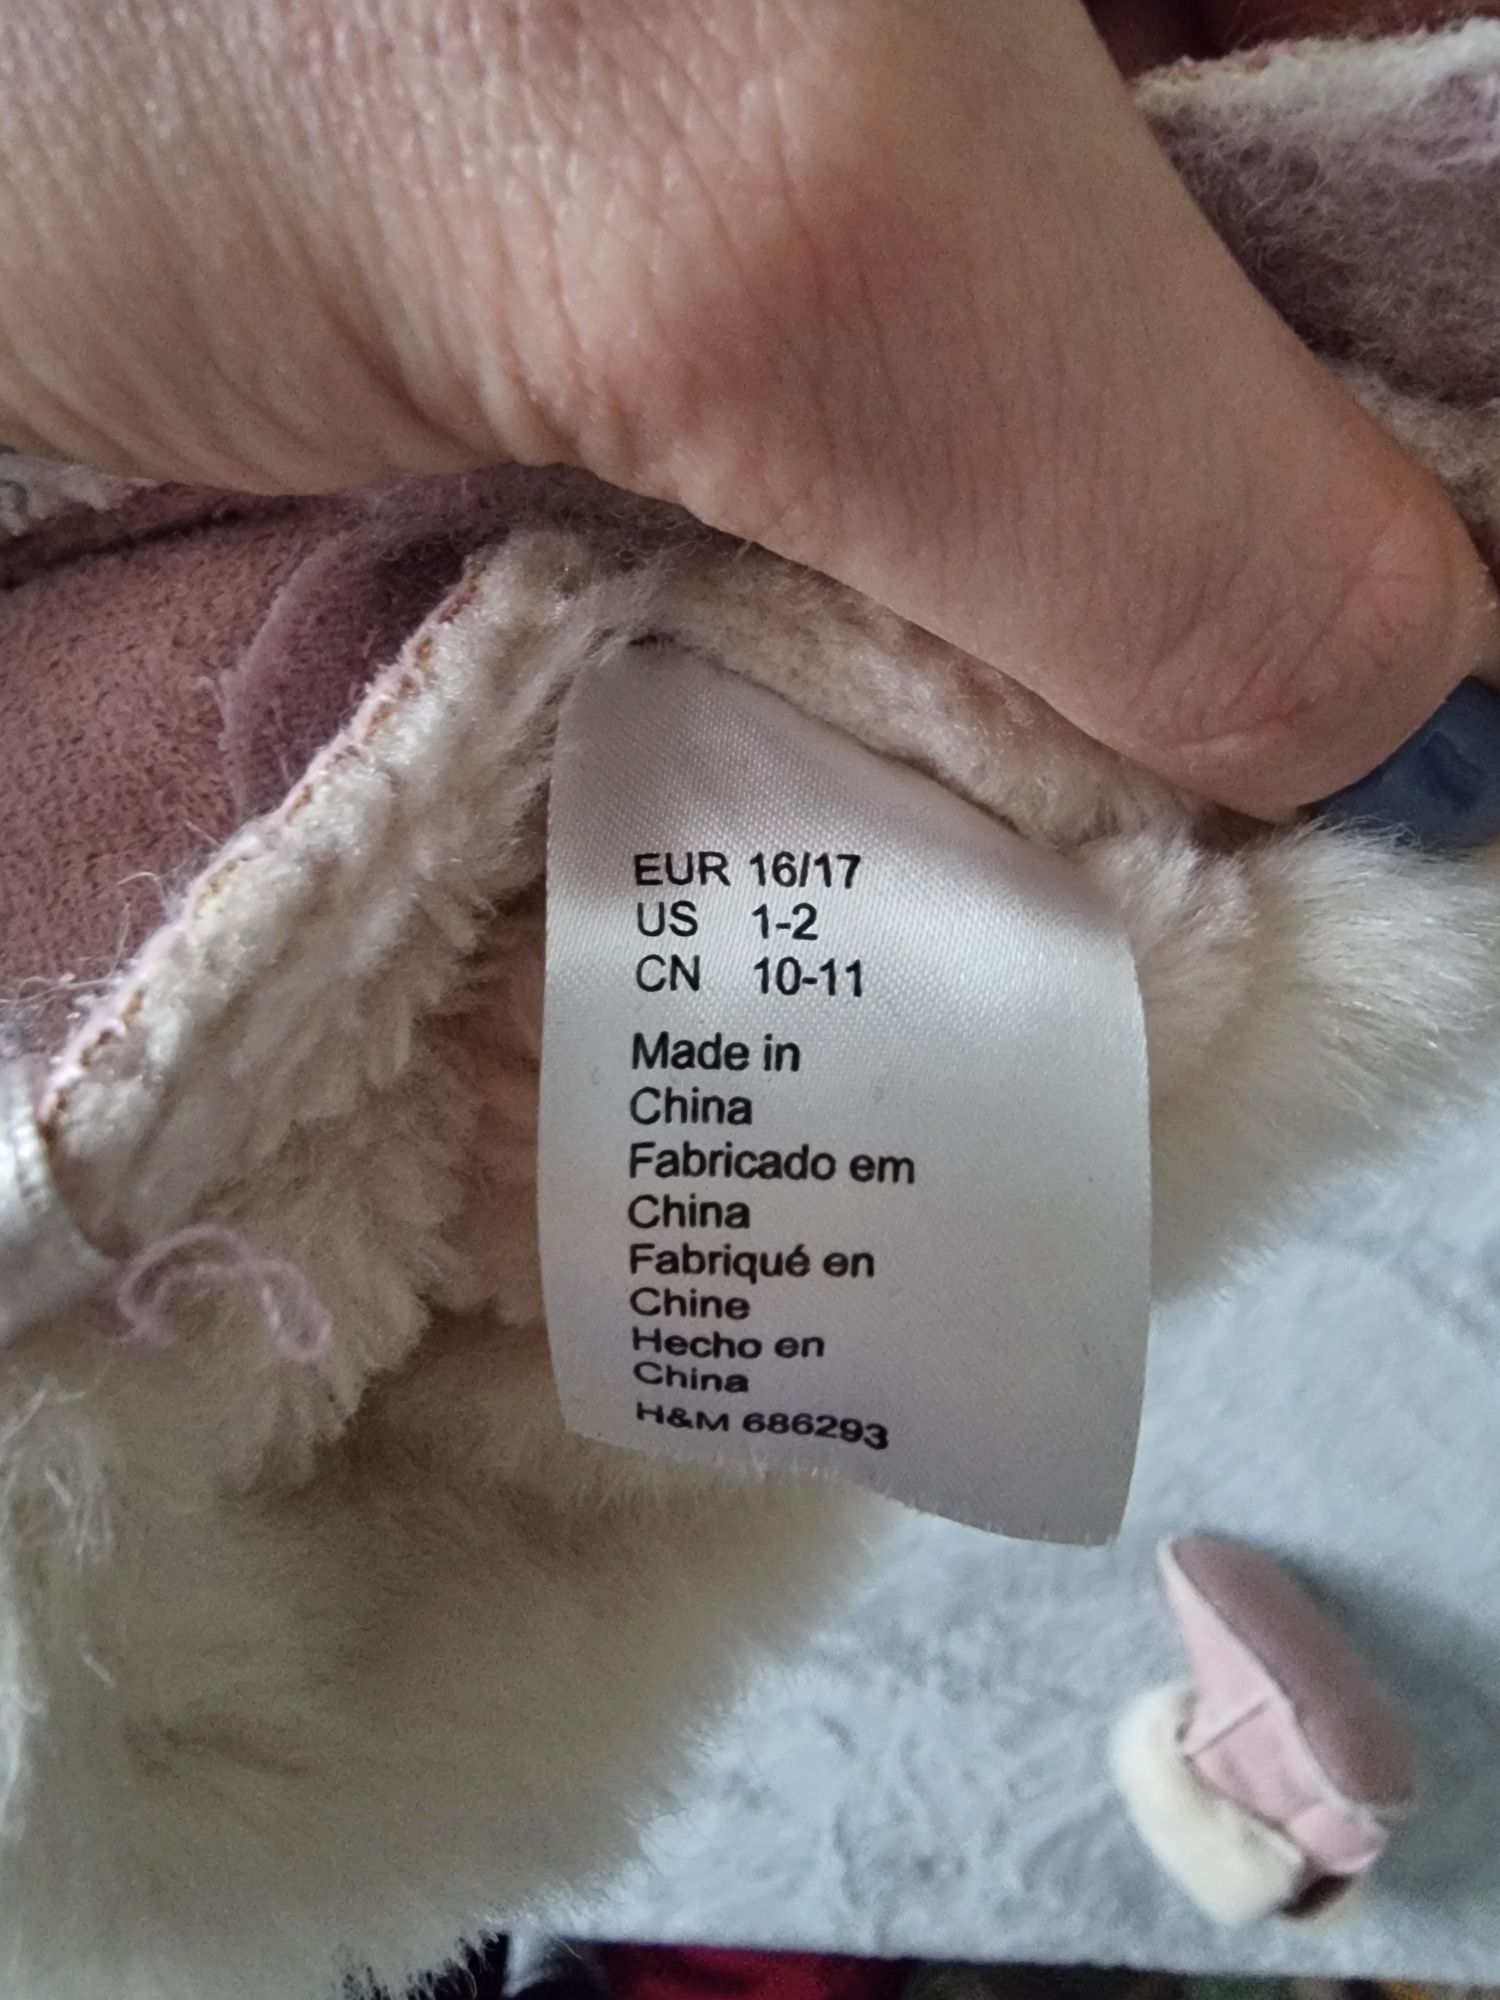 EUR 16/17
US 1-2
CN 10-11
Made in
China
Fabricado em
China
Fabriqué en
Chine
Hecho en
China
H&M 686293